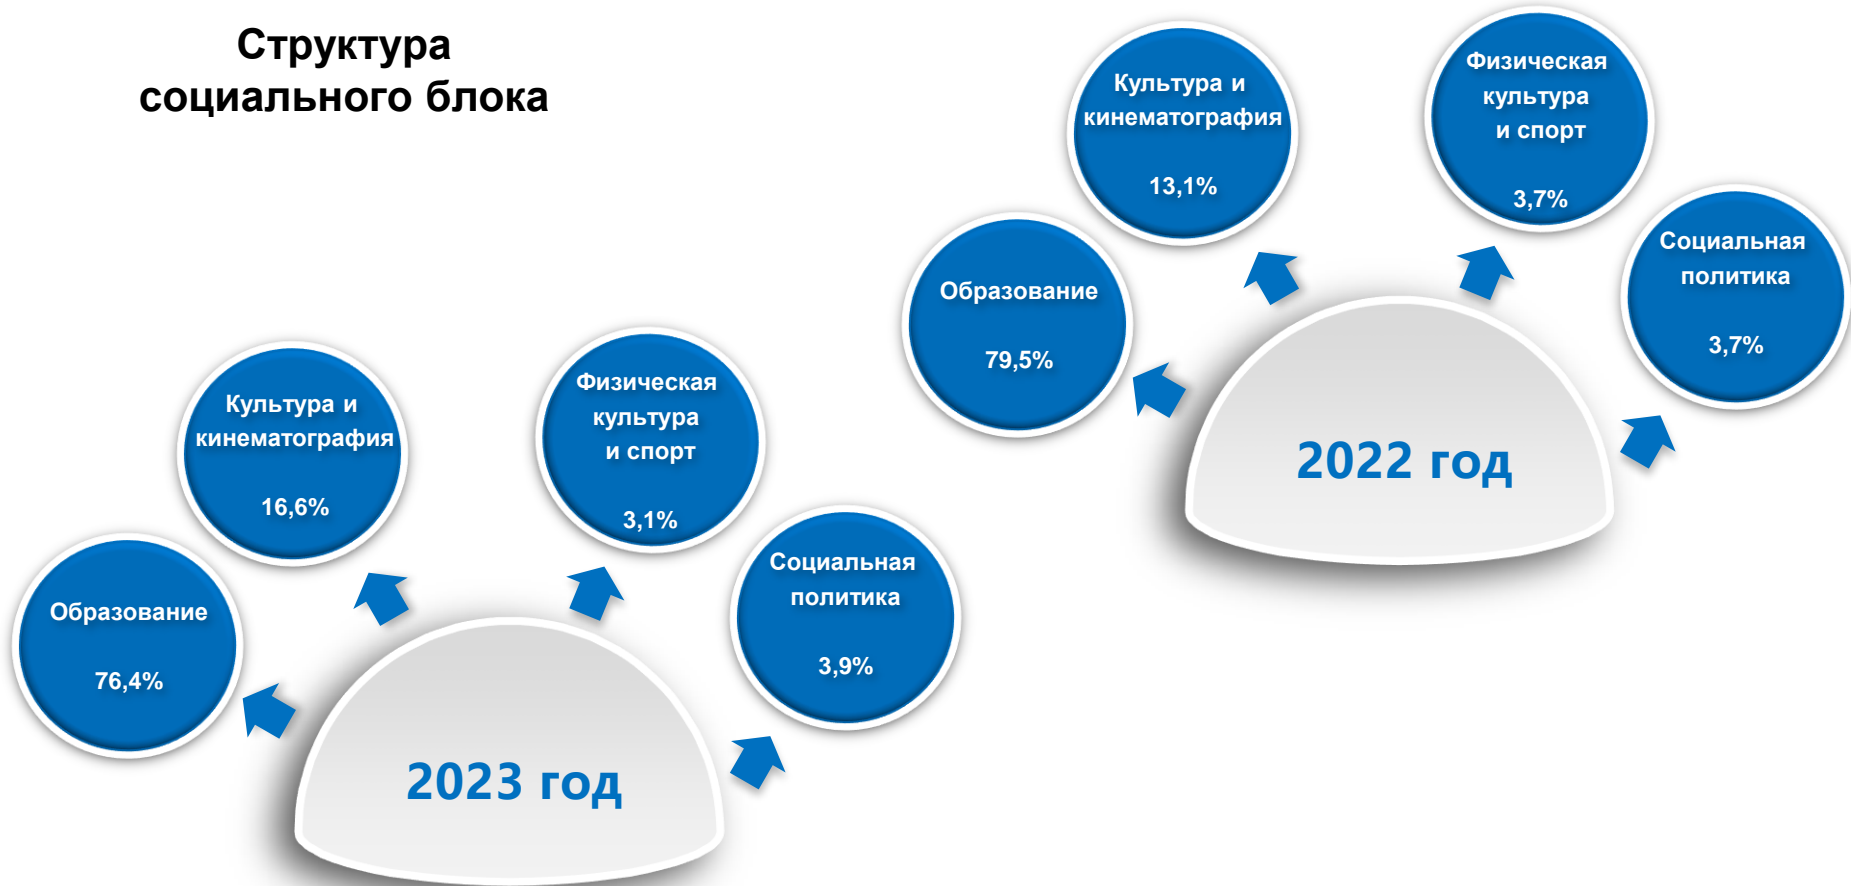 Структура
социального блока
Образование
76,4%
Культура и
кинематография
16,6%
Физическая
культура
и спорт
3,1%
Социальная
политика
3,9%
2023 год
Образование
79,5%
Культура и
кинематография
13,1%
Физическая
культура
и спорт
3,7%
Социальная
политика
3,7%
2022 год